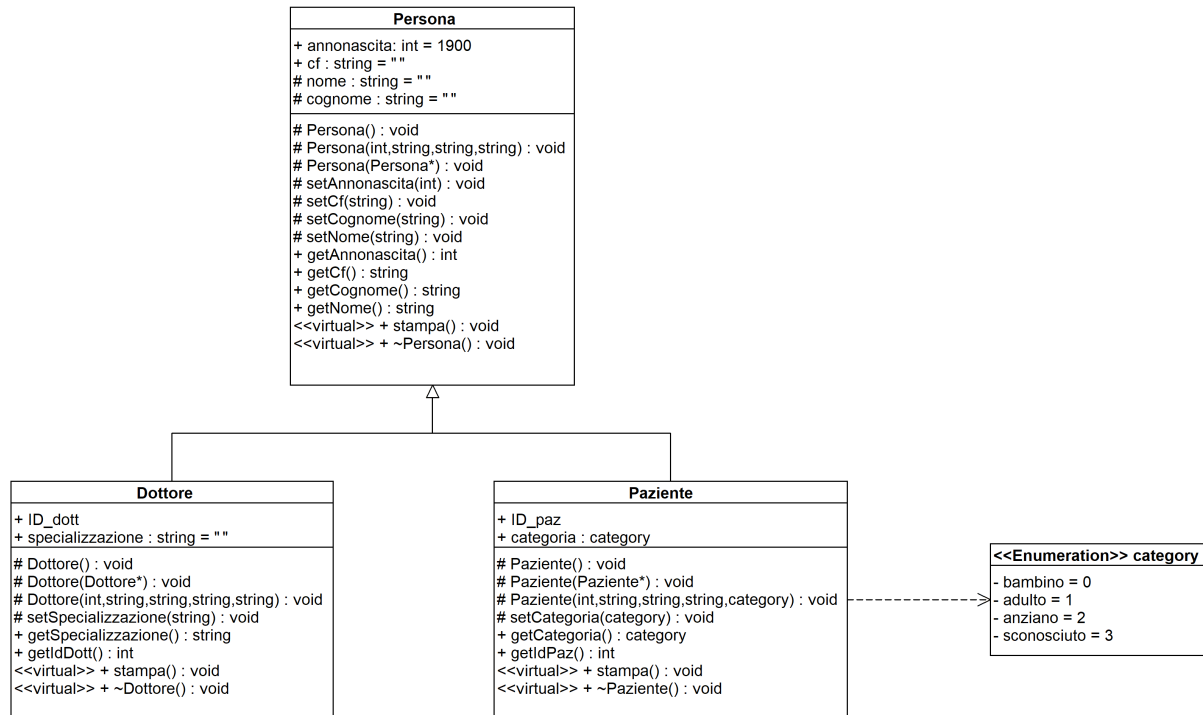 Persona
+ annonascita: int = 1900
+ cf : string = ""
# nome : string = ""
# cognome : string = ""
# Persona() : void
# Persona(int,string,string,string) : void
# Persona(Persona*) : void
# setAnnonascita(int) : void
# setCf(string) : void
# setCognome(string) : void
# setNome(string) : void
+ getAnnonascita() : int
+ getCf() : string
+ getCognome() : string
+ getNome() : string
<<virtual>> + stampa() : void
<<virtual>> + ~Persona() : void
Dottore
+ ID_dott
+ specializzazione : string = ""
# Dottore() : void
# Dottore(Dottore*) : void
# Dottore(int,string,string,string,string) : void
# setSpecializzazione(string) : void
+ getSpecializzazione() : string
+ getIdDott() : int
<<virtual>> + stampa() : void
<<virtual>> + ~Dottore() : void
Paziente
+ ID_paz
+ categoria : category
# Paziente() : void
# Paziente(Paziente*) : void
# Paziente(int,string,string,string,category) : void
# setCategoria(category) : void
+ getCategoria() : category
+ getIdPaz() : int
<<virtual>> + stampa() : void
<<virtual>> + ~Paziente() : void
<<Enumeration>> category
- bambino = 0
- adulto = 1
- anziano = 2
- sconosciuto = 3